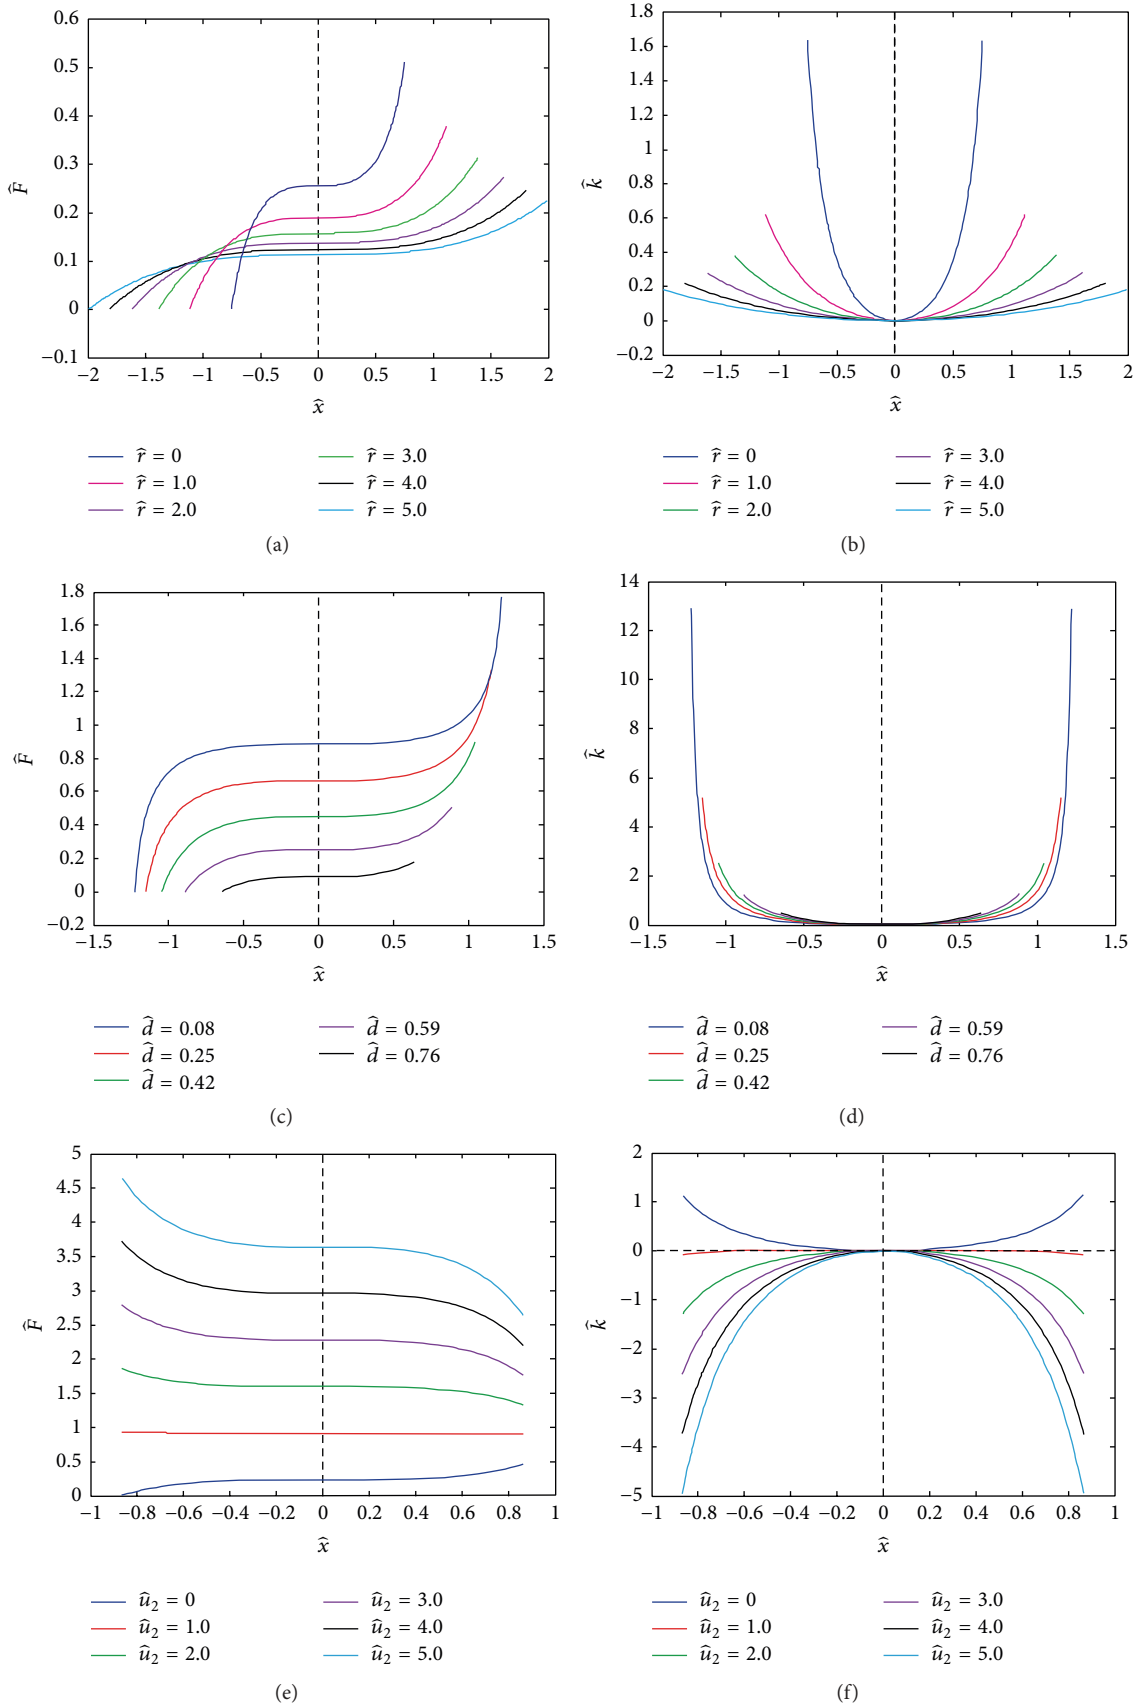 0.6
0.5
0.4
0.3
0.2
0.1
0
−0.1
F̂
−2 −1.5 −1 −0.5 0 0.5 1 1.5 2
x̂
r̂ = 0
r̂ = 1.0
r̂ = 2.0
r̂ = 3.0
r̂ = 4.0
r̂ = 5.0
(a)
1.8
1.6
1.4
1.2
1
0.8
0.6
0.4
0.2
0
−0.2
k̂
−2 −1.5 −1 −0.5 0 0.5 1 1.5 2
x̂
r̂ = 0
r̂ = 1.0
r̂ = 2.0
r̂ = 3.0
r̂ = 4.0
r̂ = 5.0
(b)
1.8
1.6
1.4
1.2
1
0.8
0.6
0.4
0.2
0
−0.2
F̂
−1.5 −1 −0.5 0 0.5 1 1.5
x̂
d̂ = 0.08
d̂ = 0.25
d̂ = 0.42
d̂ = 0.59
d̂ = 0.76
(c)
14
12
10
8
6
4
2
0
k̂
−1.5 −1 −0.5 0 0.5 1 1.5
x̂
d̂ = 0.08
d̂ = 0.25
d̂ = 0.42
d̂ = 0.59
d̂ = 0.76
(d)
5
4.5
4
3.5
3
2.5
2
1.5
1
0.5
0
F̂
−1 −0.8 −0.6 −0.4 −0.2 0 0.2 0.4 0.6 0.8 1
x̂
û₂ = 0
û₂ = 1.0
û₂ = 2.0
û₂ = 3.0
û₂ = 4.0
û₂ = 5.0
(e)
2
1
0
−1
−2
−3
−4
−5
k̂
−1 −0.8 −0.6 −0.4 −0.2 0 0.2 0.4 0.6 0.8 1
x̂
û₂ = 0
û₂ = 1.0
û₂ = 2.0
û₂ = 3.0
û₂ = 4.0
û₂ = 5.0
(f)